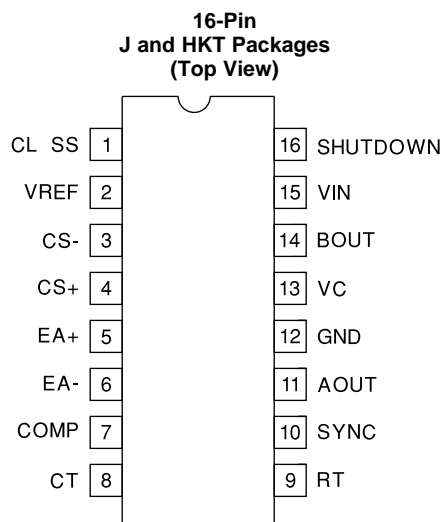 16-Pin
J and HKT Packages
(Top View)
CL SS 1 16 SHUTDOWN
VREF 2 15 VIN
CS- 3 14 BOUT
CS+ 4 13 VC
EA+ 5 12 GND
EA- 6 11 AOUT
COMP 7 10 SYNC
CT 8 9 RT